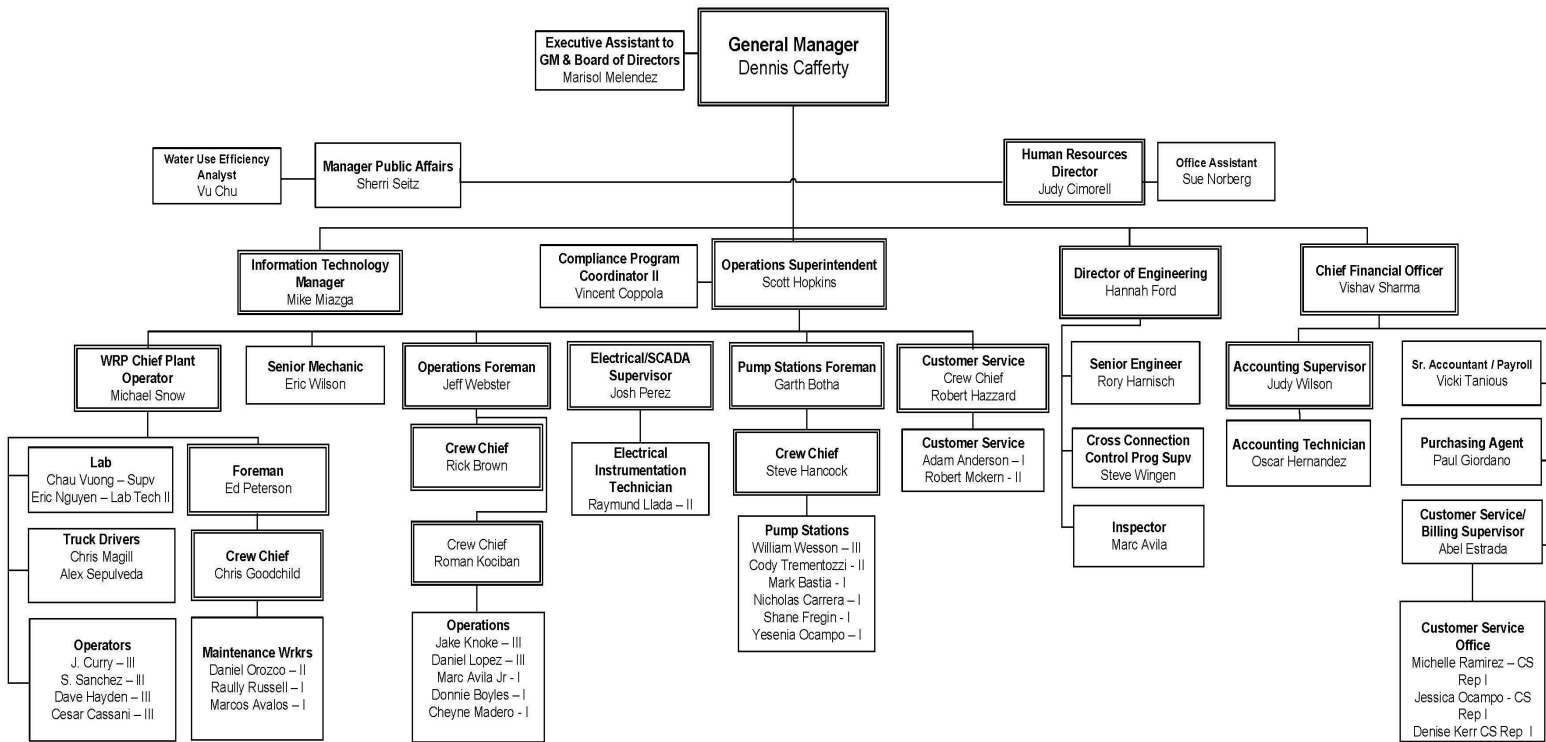 Executive Assistant to
GM & Board of Directors
Marisol Melendez
General Manager
Dennis Cafferty
Water Use Efficiency
Analyst
Vu Chu
Manager Public Affairs
Sherri Seitz
Human Resources
Director
Judy Cimorell
Office Assistant
Sue Norberg
Information Technology
Manager
Mike Miazga
Compliance Program
Coordinator II
Vincent Coppola
Operations Superintendent
Scott Hopkins
Director of Engineering
Hannah Ford
Chief Financial Officer
Vishav Sharma
WRP Chief Plant
Operator
Michael Snow
Senior Mechanic
Eric Wilson
Operations Foreman
Jeff Webster
Electrical/SCADA
Supervisor
Josh Perez
Pump Stations Foreman
Garth Botha
Customer Service
Crew Chief
Robert Hazzard
Senior Engineer
Rory Harnisch
Accounting Supervisor
Judy Wilson
Sr. Accountant / Payroll
Vicki Tanious
Lab
Chau Vuong – Supv
Eric Nguyen – Lab Tech II
Foreman
Ed Peterson
Crew Chief
Rick Brown
Electrical
Instrumentation
Technician
Raymund Llada – II
Crew Chief
Steve Hancock
Customer Service
Adam Anderson – I
Robert Mckern - II
Cross Connection
Control Prog Supv
Steve Wingen
Accounting Technician
Oscar Hernandez
Purchasing Agent
Paul Giordano
Truck Drivers
Chris Magill
Alex Sepulveda
Crew Chief
Chris Goodchild
Crew Chief
Roman Kociban
Pump Stations
William Wesson – III
Cody Trementozzi - II
Mark Bastia - I
Nicholas Carrera – I
Shane Fregin - I
Yesenia Ocampo – I
Inspector
Marc Avila
Customer Service/
Billing Supervisor
Abel Estrada
Operators
J. Curry – III
S. Sanchez – III
Dave Hayden – III
Cesar Cassani – III
Maintenance Wrkrs
Daniel Orozco – II
Raully Russell – I
Marcos Avalos – I
Operations
Jake Knoke – III
Daniel Lopez – III
Marc Avila Jr - I
Donnie Boyles – I
Cheyne Madero - I
Customer Service
Office
Michelle Ramirez – CS
Rep I
Jessica Ocampo - CS
Rep I
Denise Kerr CS Rep I